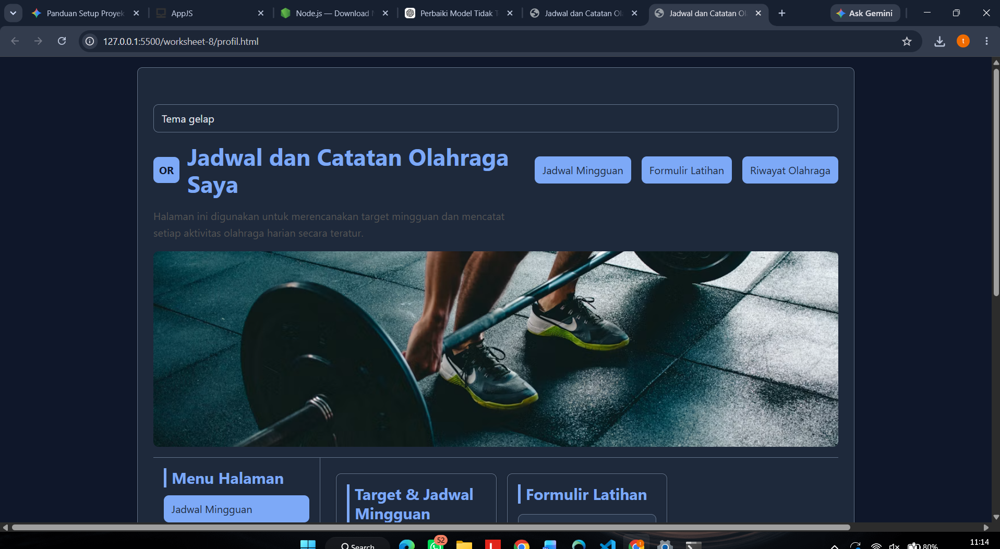 Panduan Setup Proyek
AppJS
Node.js — Download
Perbaiki Model Tidak
Jadwal dan Catatan Ol
Jadwal dan Catatan Ol
Ask Gemini
127.0.0.1:5500/worksheet-8/profil.html
t
Tema gelap
OR
Jadwal dan Catatan Olahraga
Saya
Jadwal Mingguan
Formulir Latihan
Riwayat Olahraga
Halaman ini digunakan untuk merencanakan target mingguan dan mencatat
setiap aktivitas olahraga harian secara teratur.
Menu Halaman
Jadwal Mingguan
Target & Jadwal
Mingguan
Formulir Latihan
Search
52
80%
11:14